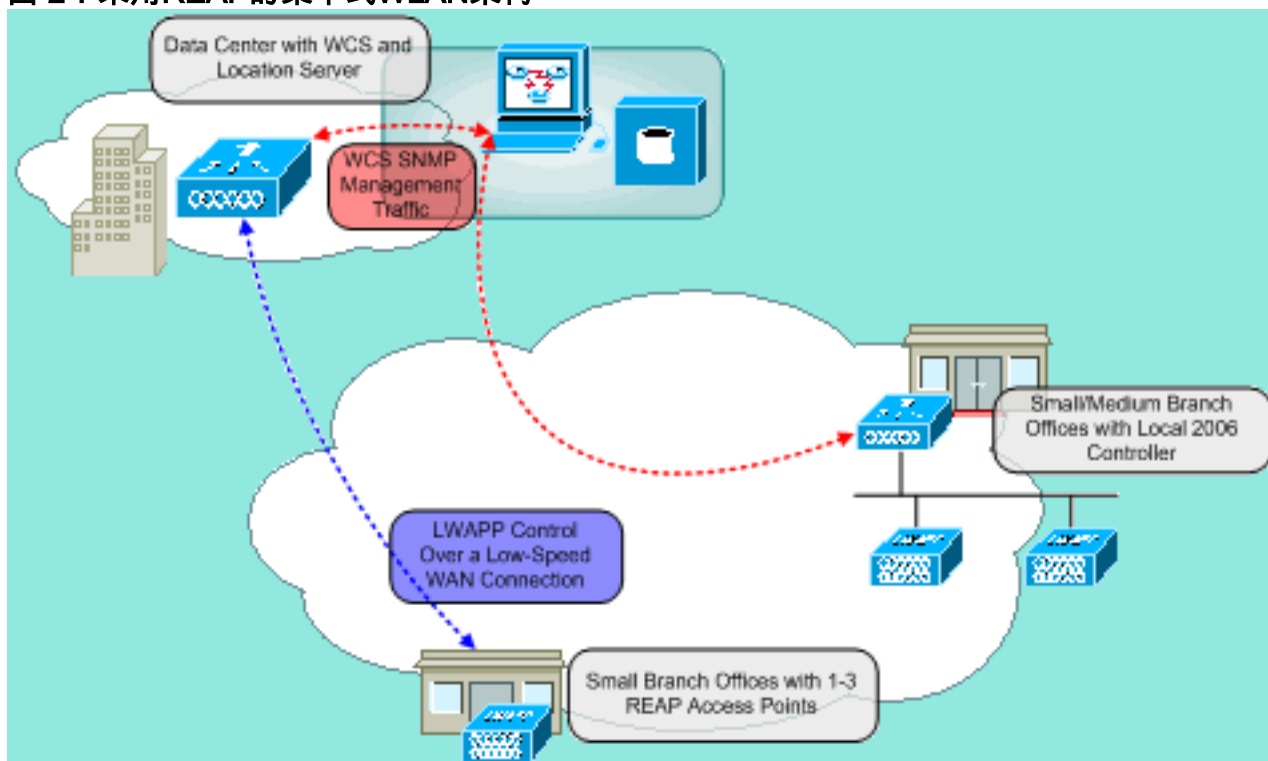 Data Center with WCS and
Location Server
WCS SNMP
Management
Traffic
Small/Medium Branch
Offices with Local 2006
Controller
LWAPP Control
Over a Low-Speed
WAN Connection
Small Branch Offices with 1-3
REAP Access Points